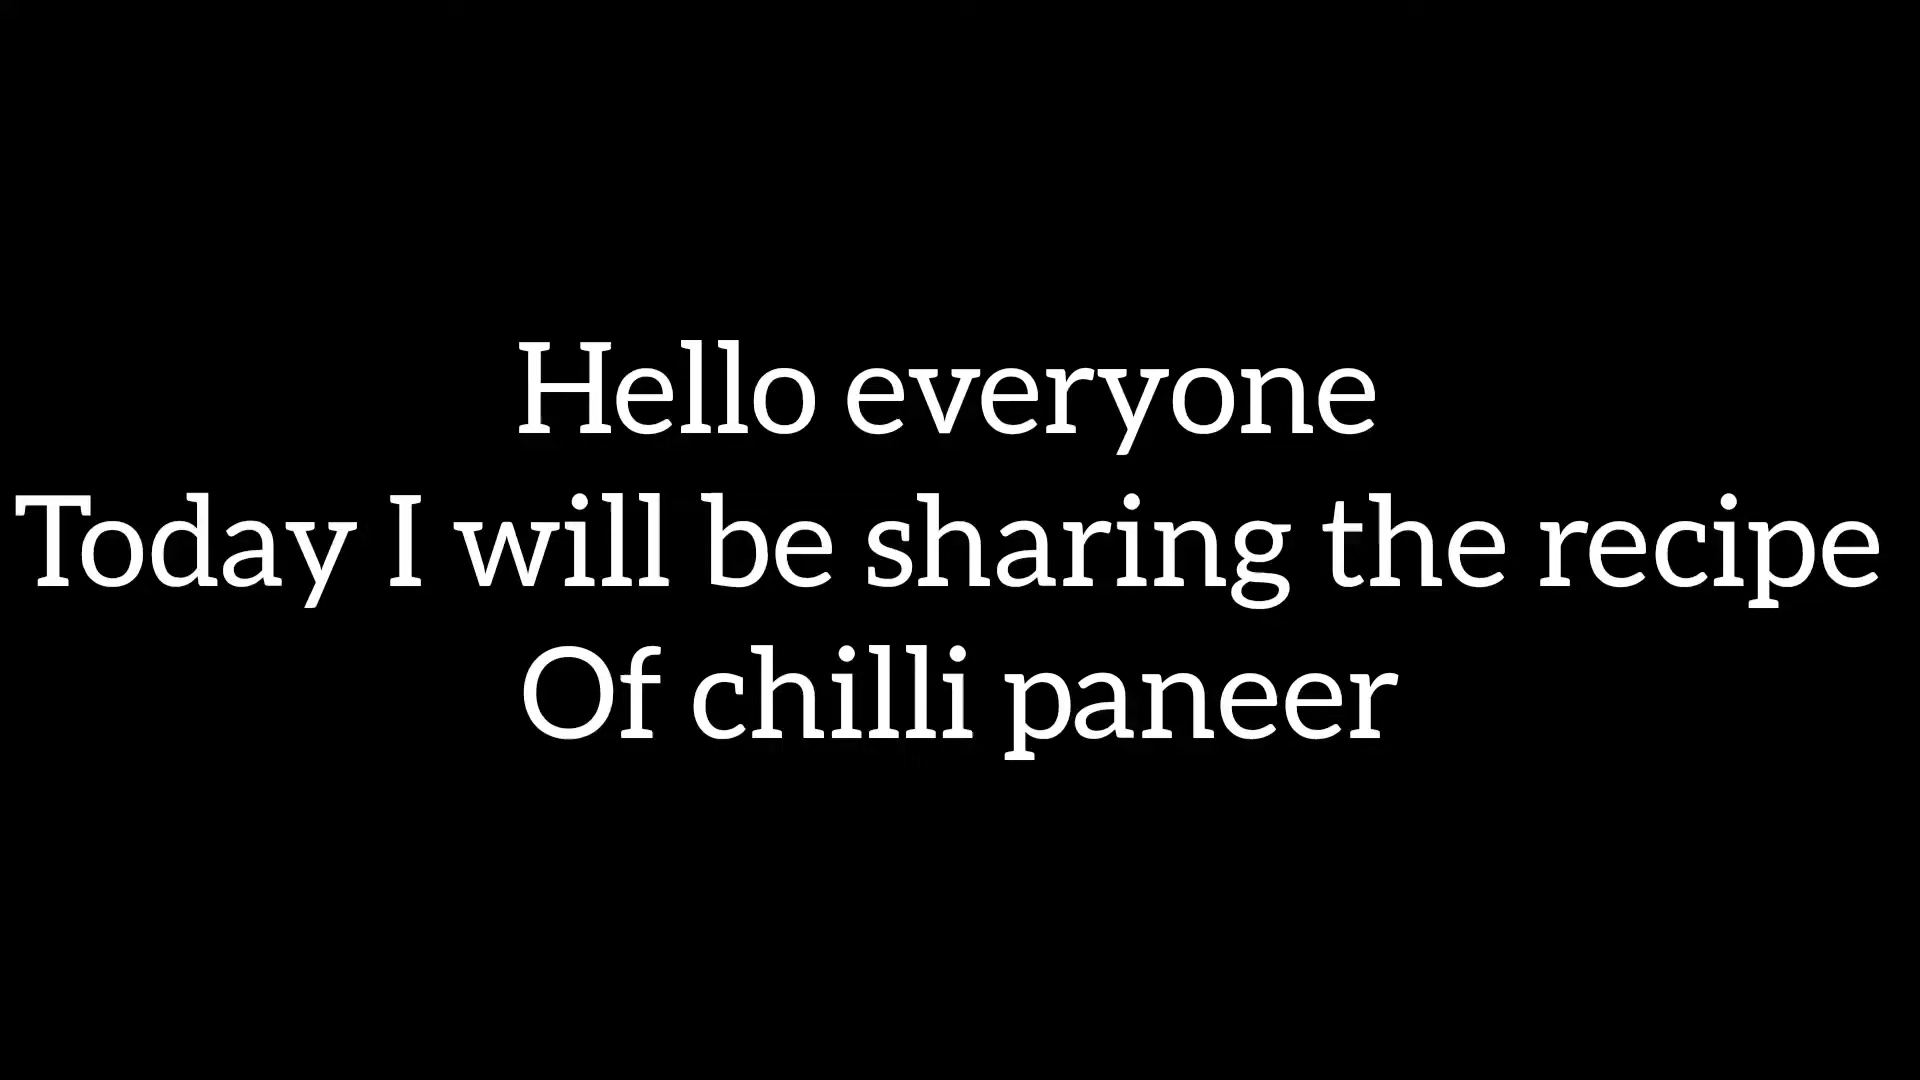 Hello everyone
Today I will be sharing the recipe
Of chilli paneer